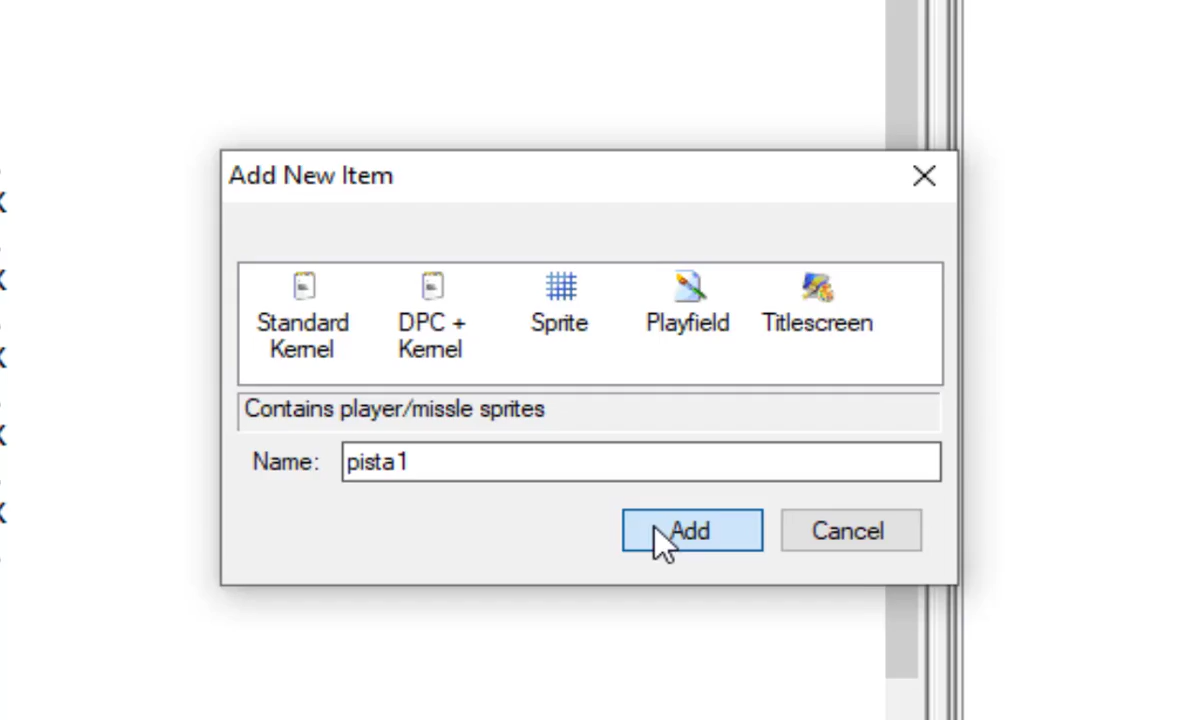 Add New Item
Standard Kernel
DPC + Kernel
Sprite
Playfield
Titlescreen
Contains player/missle sprites
Name: pista1
Add
Cancel